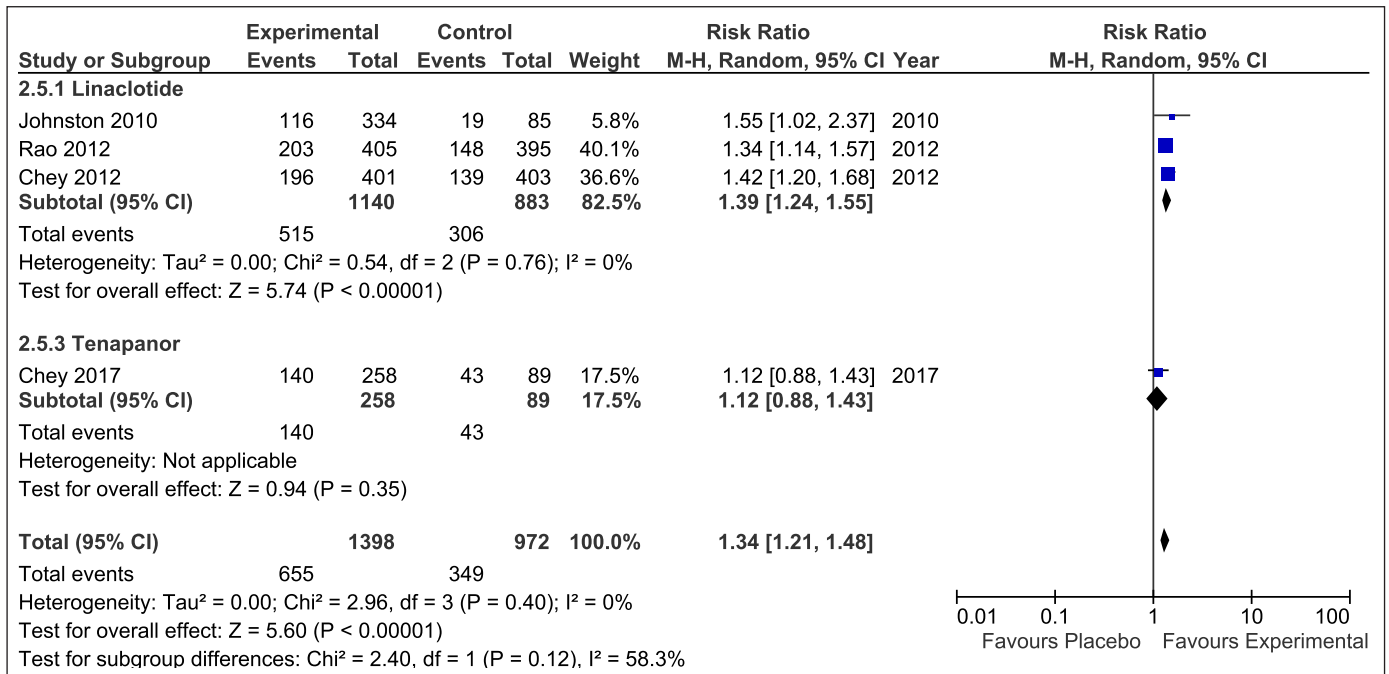 Experimental Control Risk Ratio Risk Ratio
Study or Subgroup Events Total Events Total Weight M-H, Random, 95% CI Year M-H, Random, 95% CI
2.5.1 Linaclotide
Johnston 2010 116 334 19 85 5.8% 1.55 [1.02, 2.37] 2010
Rao 2012 203 405 148 395 40.1% 1.34 [1.14, 1.57] 2012
Chey 2012 196 401 139 403 36.6% 1.42 [1.20, 1.68] 2012
Subtotal (95% CI) 1140 883 82.5% 1.39 [1.24, 1.55]
Total events 515 306
Heterogeneity: Tau² = 0.00; Chi² = 0.54, df = 2 (P = 0.76); I² = 0%
Test for overall effect: Z = 5.74 (P < 0.00001)
2.5.3 Tenapanor
Chey 2017 140 258 43 89 17.5% 1.12 [0.88, 1.43] 2017
Subtotal (95% CI) 258 89 17.5% 1.12 [0.88, 1.43]
Total events 140 43
Heterogeneity: Not applicable
Test for overall effect: Z = 0.94 (P = 0.35)
Total (95% CI) 1398 972 100.0% 1.34 [1.21, 1.48]
Total events 655 349
Heterogeneity: Tau² = 0.00; Chi² = 2.96, df = 3 (P = 0.40); I² = 0%
0.01 0.1 1 10 100
Test for overall effect: Z = 5.60 (P < 0.00001)
Favours Placebo Favours Experimental
Test for subgroup differences: Chi² = 2.40, df = 1 (P = 0.12), I² = 58.3%